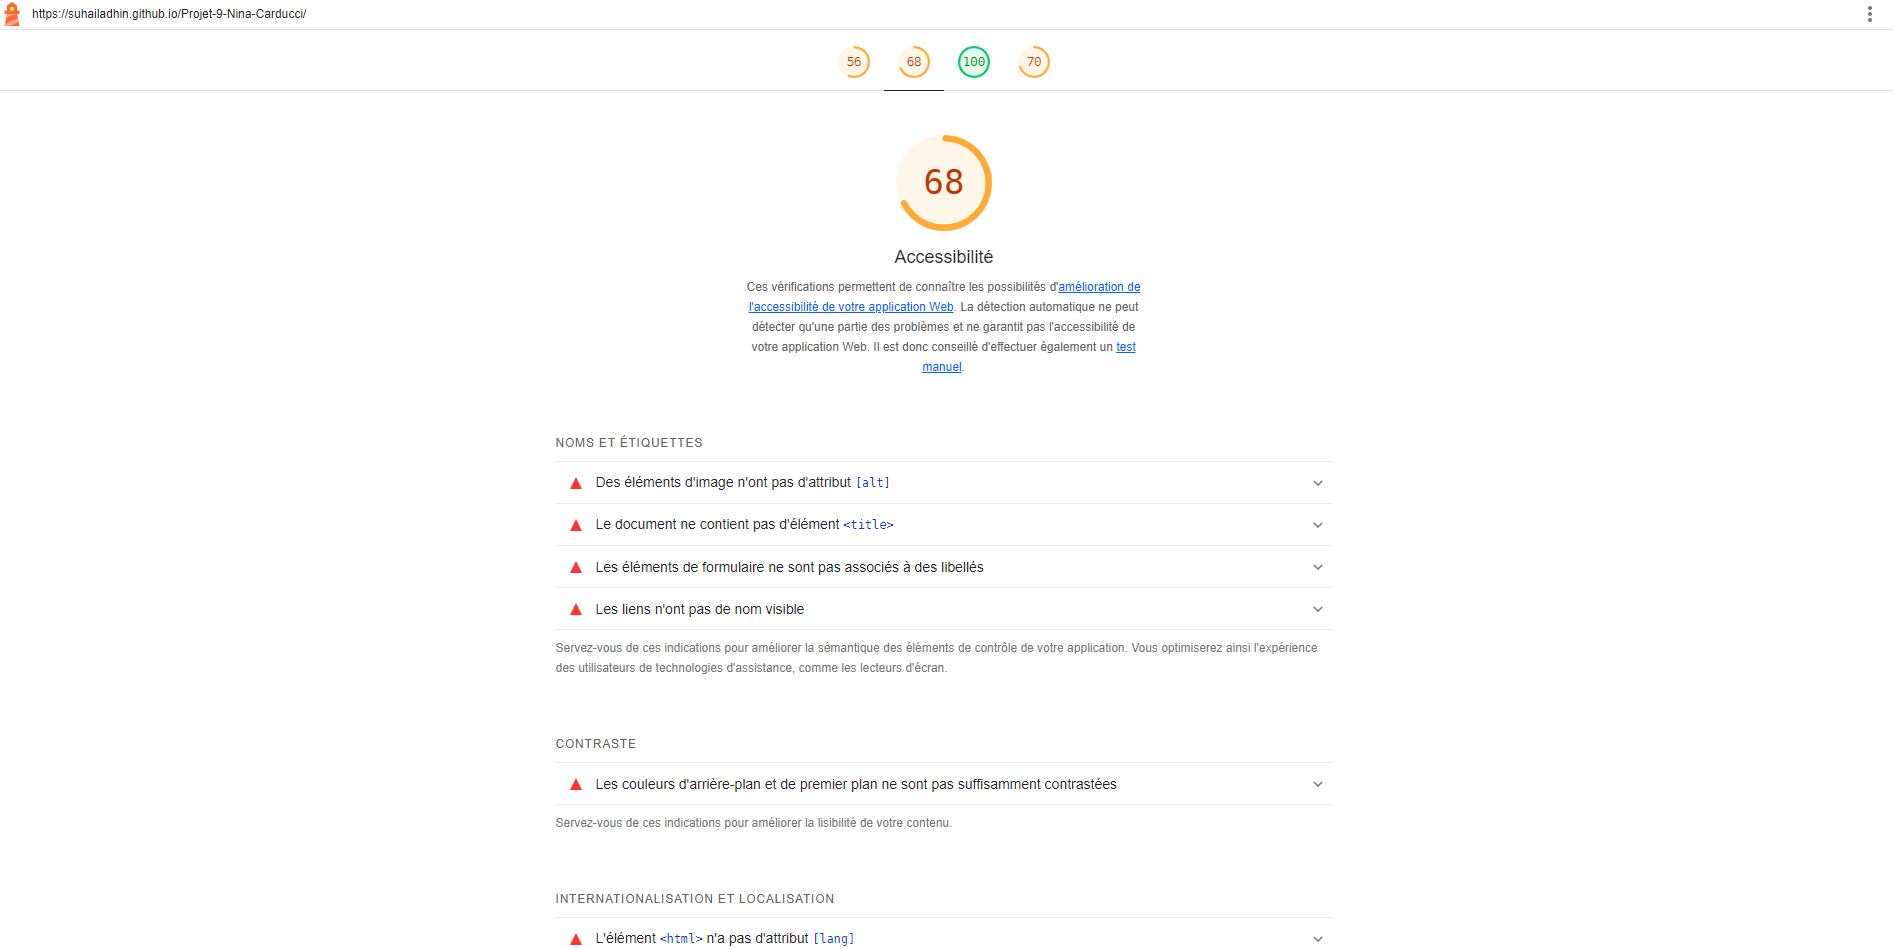 https://suhailadhin.github.io/Projet-9-Nina-Carducci/
56 68 100 70
68
Accessibilité
Ces vérifications permettent de connaître les possibilités d'amélioration de
l'accessibilité de votre application Web. La détection automatique ne peut
détecter qu'une partie des problèmes et ne garantit pas l'accessibilité de
votre application Web. Il est donc conseillé d'effectuer également un test
manuel.
NOMS ET ÉTIQUETTES
Des éléments d'image n'ont pas d'attribut [alt]
Le document ne contient pas d'élément <title>
Les éléments de formulaire ne sont pas associés à des libellés
Les liens n'ont pas de nom visible
Servez-vous de ces indications pour améliorer la sémantique des éléments de contrôle de votre application. Vous optimiserez ainsi l'expérience
des utilisateurs de technologies d'assistance, comme les lecteurs d'écran.
CONTRASTE
Les couleurs d'arrière-plan et de premier plan ne sont pas suffisamment contrastées
Servez-vous de ces indications pour améliorer la lisibilité de votre contenu.
INTERNATIONALISATION ET LOCALISATION
L'élément <html> n'a pas d'attribut [lang]